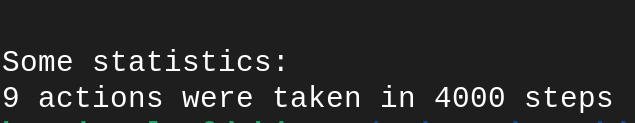 Some statistics:
9 actions were taken in 4000 steps